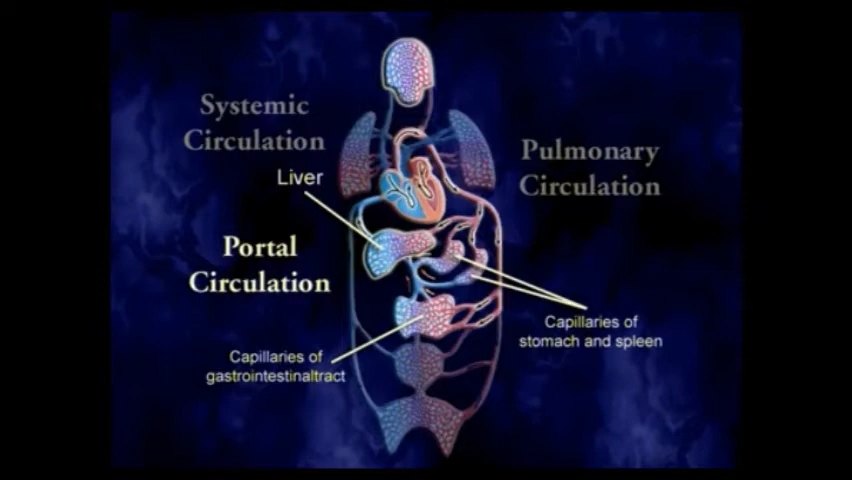 Systemic
Circulation
Pulmonary
Circulation
Liver
Portal
Circulation
Capillaries of
stomach and spleen
Capillaries of
gastrointestinaltract